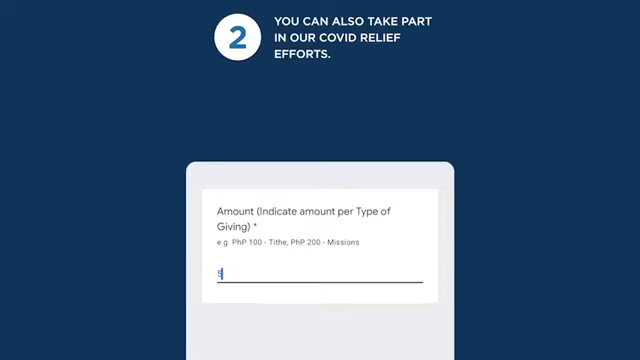 2
YOU CAN ALSO TAKE PART
IN OUR COVID RELIEF
EFFORTS.
Amount (Indicate amount per Type of
Giving) *
e.g. PhP 100 - Tithe, PhP 200 - Missions